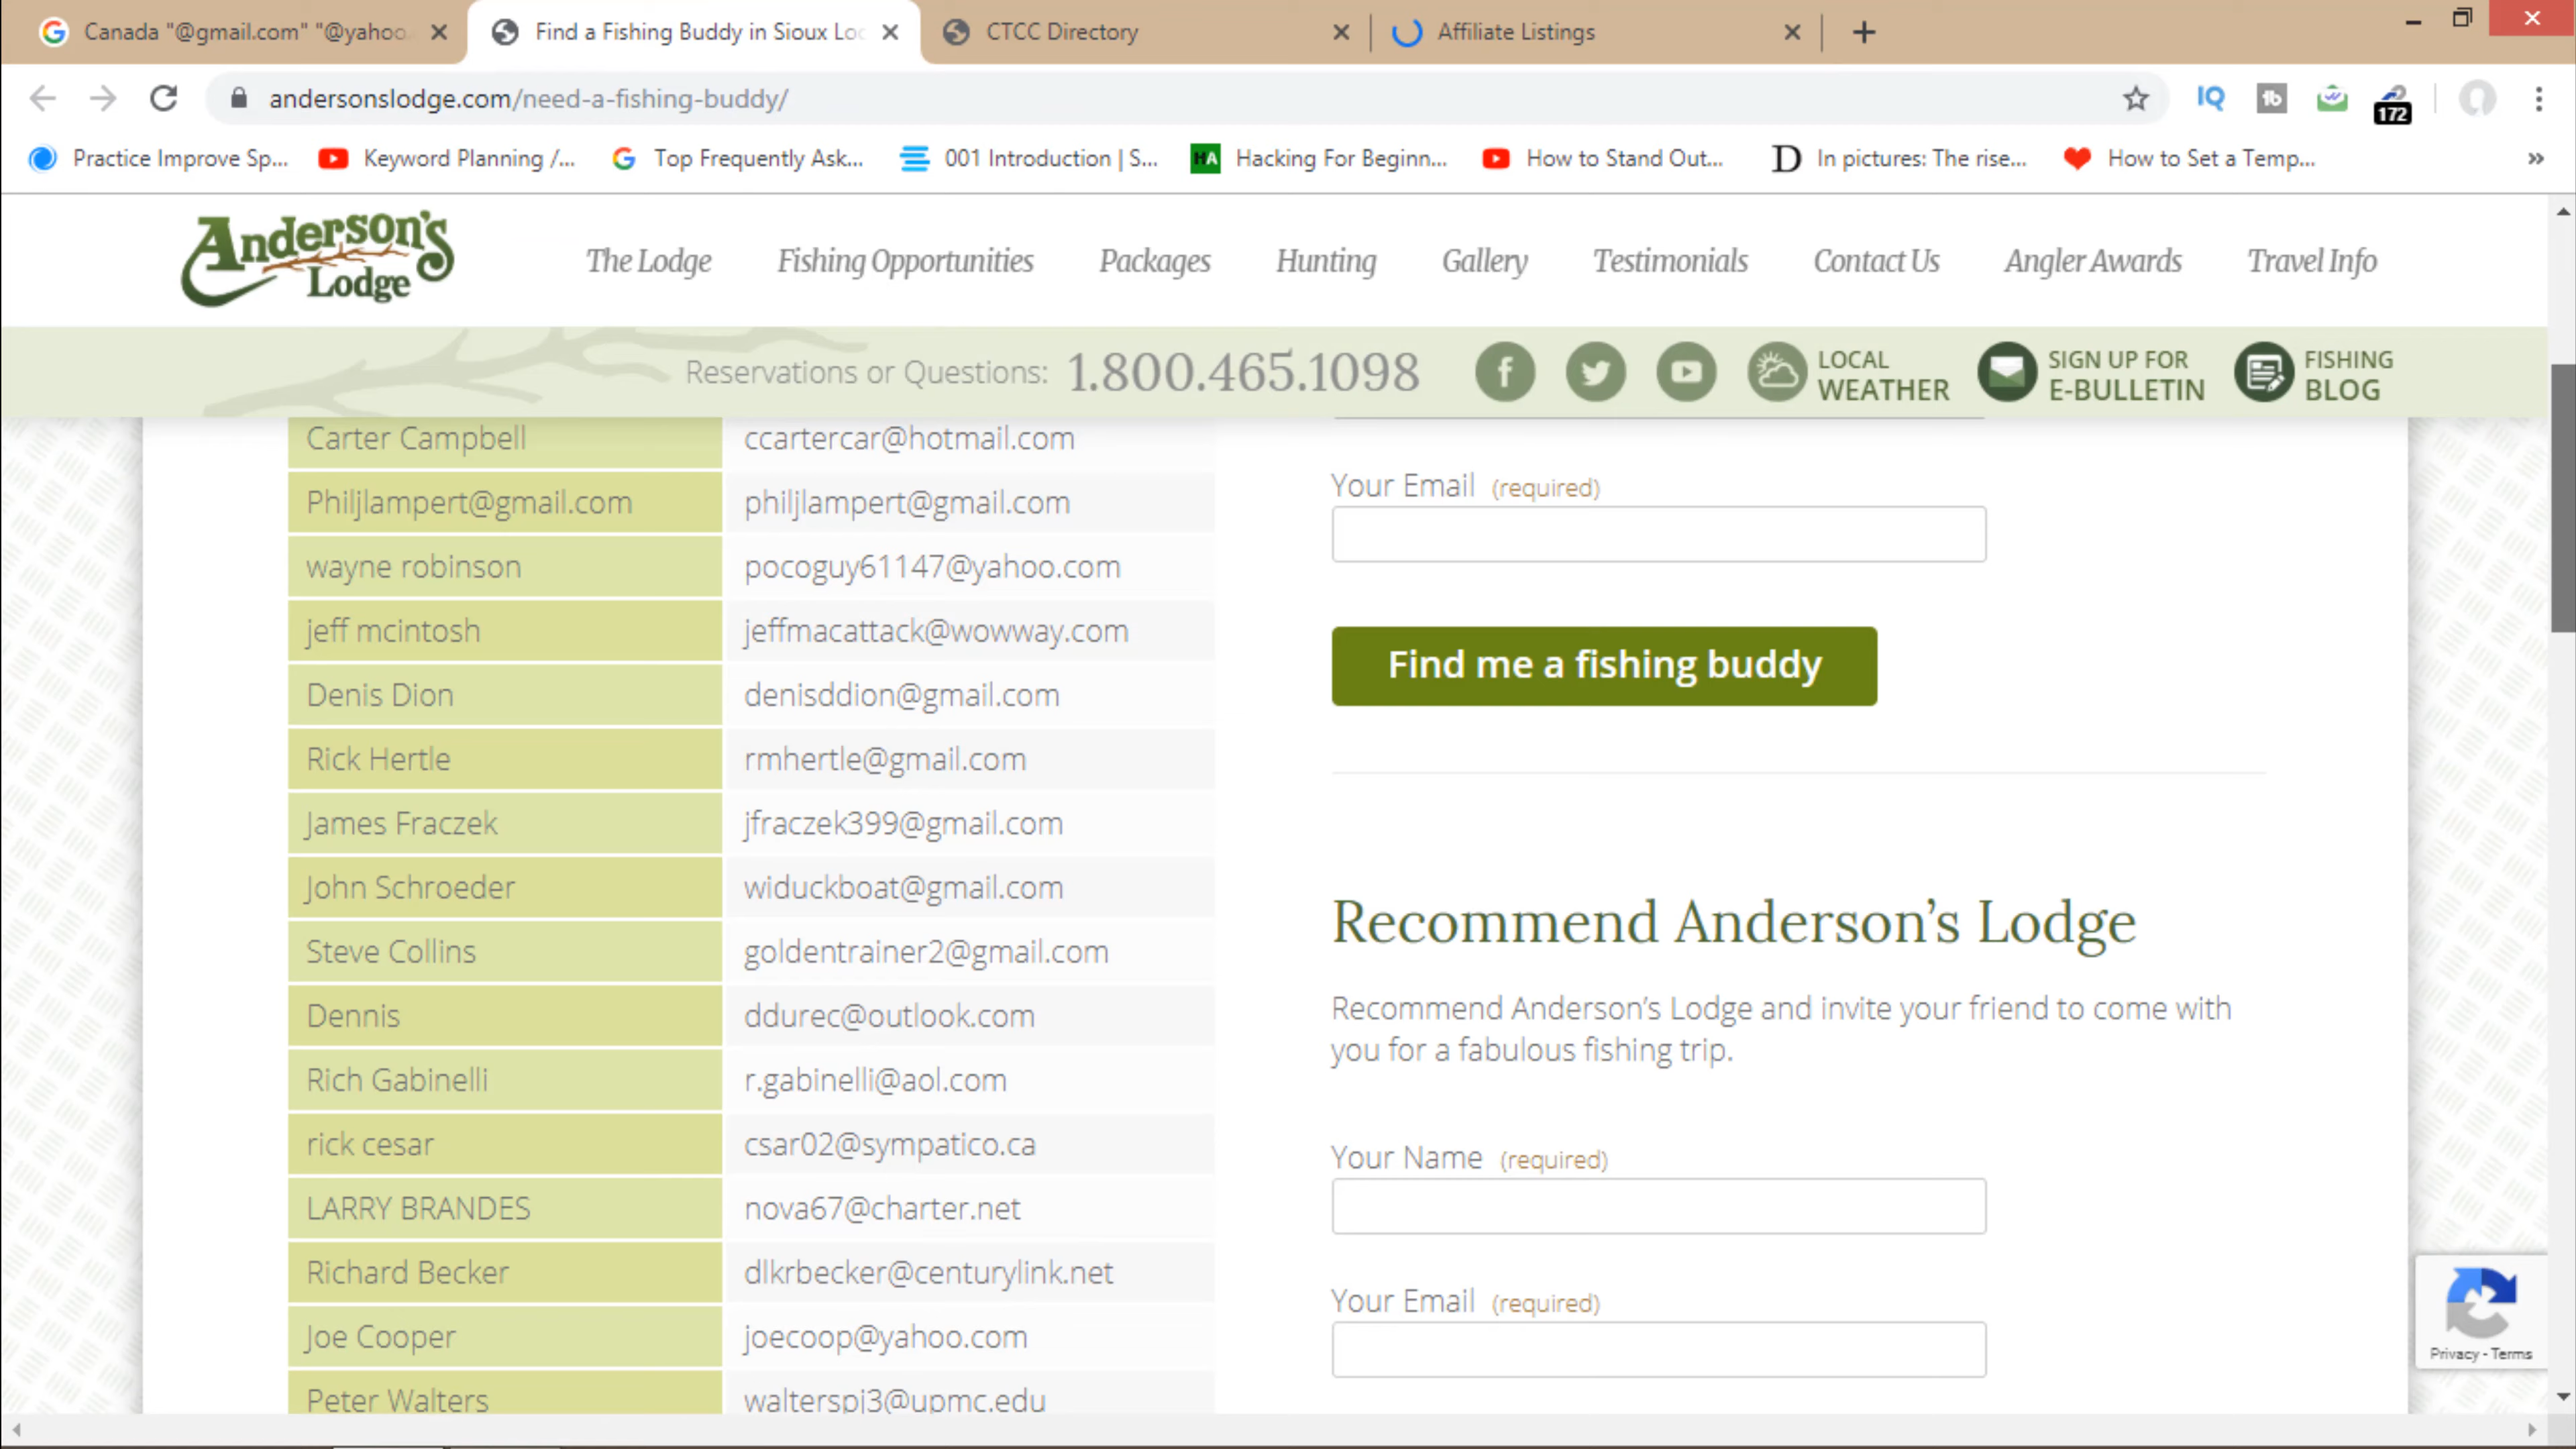 Canada "@gmail.com" "@yahoo.
Find a Fishing Buddy in Sioux Loo
CTCC Directory
Affiliate Listings
andersonslodge.com/need-a-fishing-buddy/
IQ
tb
172
Practice Improve Sp...
Keyword Planning /...
Top Frequently Ask...
001 Introduction | S...
HA
Hacking For Beginn...
How to Stand Out...
D
In pictures: The rise...
How to Set a Temp...
Anderson's
Lodge
The Lodge
Fishing Opportunities
Packages
Hunting
Gallery
Testimonials
Contact Us
Angler Awards
Travel Info
Reservations or Questions: 1.800.465.1098
LOCAL
WEATHER
SIGN UP FOR
E-BULLETIN
FISHING
BLOG
Carter Campbell ccartercar@hotmail.com
Philjlampert@gmail.com philjlampert@gmail.com
wayne robinson pocoguy61147@yahoo.com
jeff mcintosh jeffmacattack@wowway.com
Denis Dion denisddion@gmail.com
Rick Hertle rmhertle@gmail.com
James Fraczek jfraczek399@gmail.com
John Schroeder widuckboat@gmail.com
Steve Collins goldentrainer2@gmail.com
Dennis ddurec@outlook.com
Rich Gabinelli r.gabinelli@aol.com
rick cesar csar02@sympatico.ca
LARRY BRANDES nova67@charter.net
Richard Becker dlkrbecker@centurylink.net
Joe Cooper joecoop@yahoo.com
Peter Walters walterspj3@upmc.edu
Your Email (required)
Find me a fishing buddy
Recommend Anderson's Lodge
Recommend Anderson's Lodge and invite your friend to come with
you for a fabulous fishing trip.
Your Name (required)
Your Email (required)
Privacy - Terms